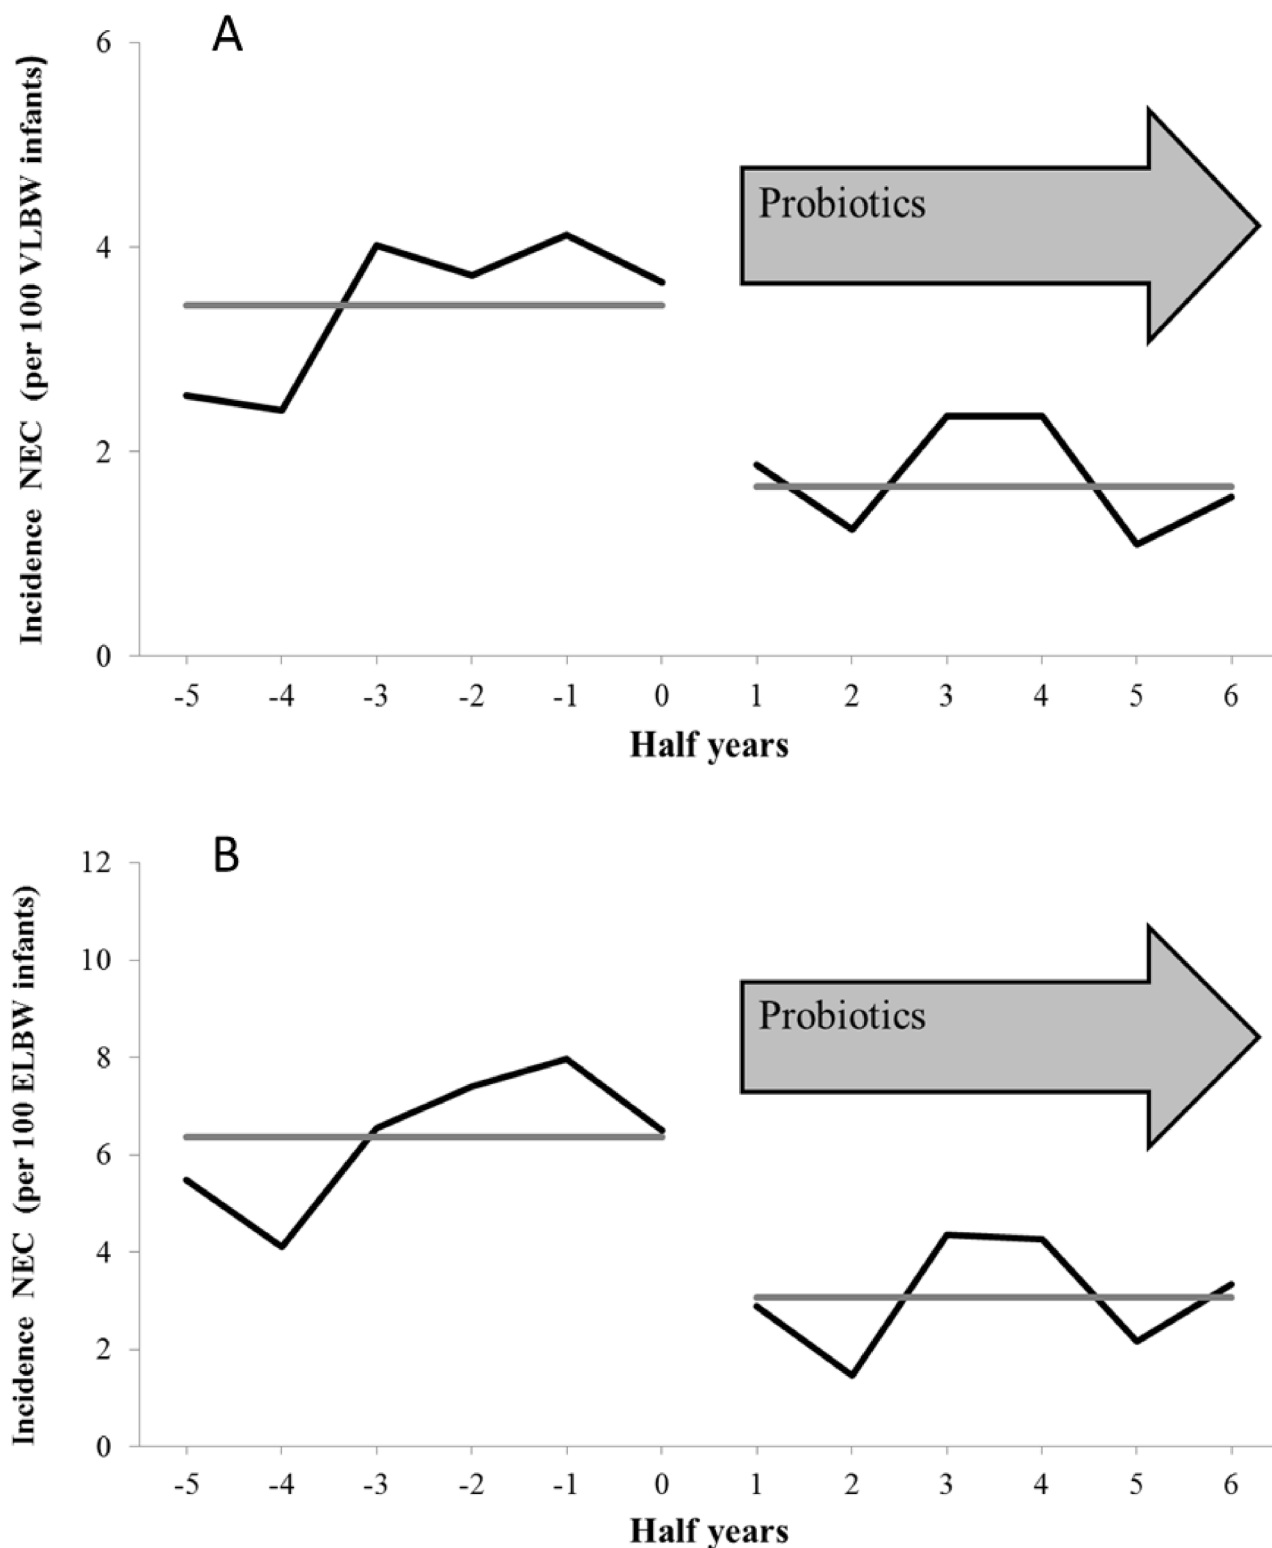 A
Incidence NEC (per 100 VLBW infants)
6
4
2
0
Probiotics
-5 -4 -3 -2 -1 0 1 2 3 4 5 6
Half years
B
Incidence NEC (per 100 ELBW infants)
12
10
8
6
4
2
0
Probiotics
-5 -4 -3 -2 -1 0 1 2 3 4 5 6
Half years